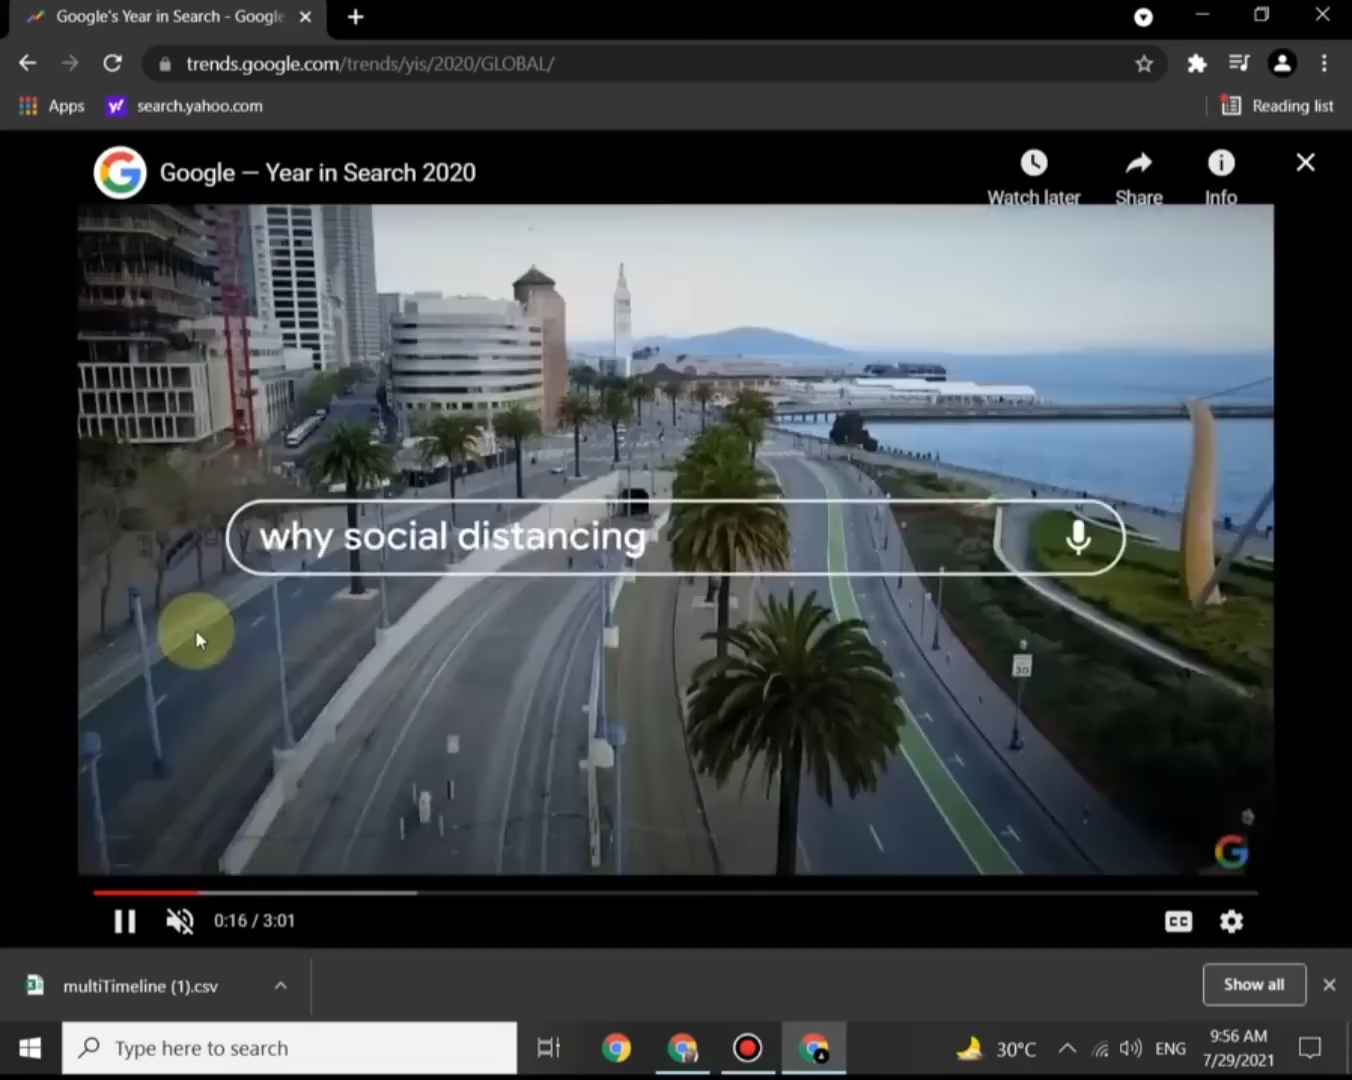 Google's Year in Search - Google
trends.google.com/trends/yis/2020/GLOBAL/
Apps
y!
search.yahoo.com
Reading list
Google — Year in Search 2020
Watch later
Share
Info
why social distancing
30
0:16 / 3:01
CC
multiTimeline (1).csv
Show all
Type here to search
30°C
ENG
9:56 AM
7/29/2021